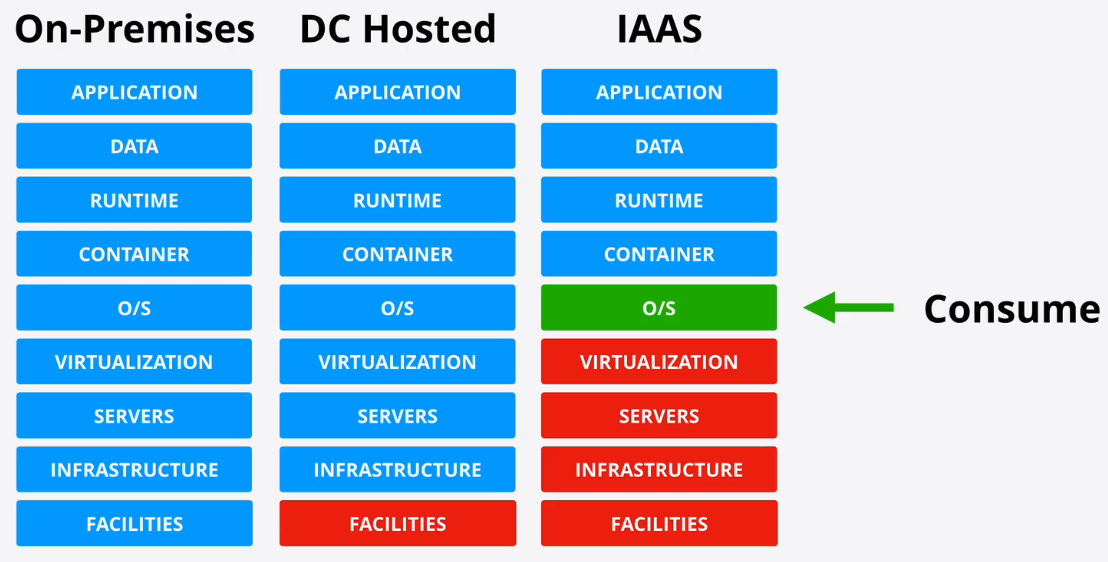 On-Premises DC Hosted IAAS
APPLICATION APPLICATION APPLICATION
DATA DATA DATA
RUNTIME RUNTIME RUNTIME
CONTAINER CONTAINER CONTAINER
O/S O/S O/S Consume
VIRTUALIZATION VIRTUALIZATION VIRTUALIZATION
SERVERS SERVERS SERVERS
INFRASTRUCTURE INFRASTRUCTURE INFRASTRUCTURE
FACILITIES FACILITIES FACILITIES